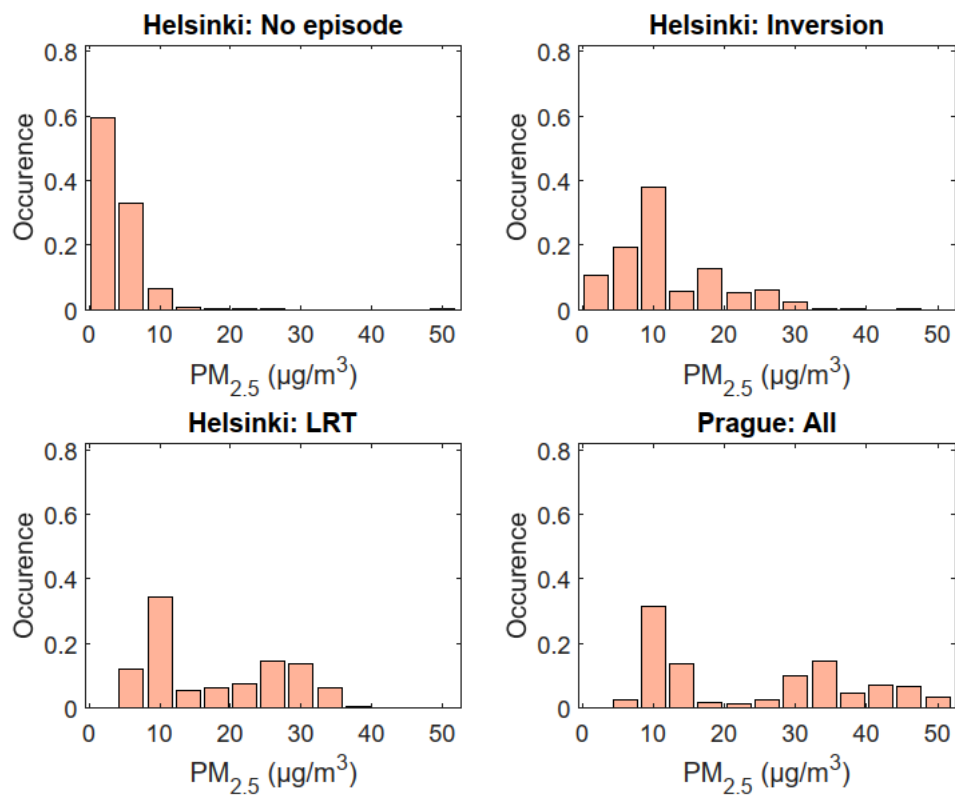 Helsinki: No episode
0.8
0.6
0.4
0.2
0
Occurence
0 10 20 30 40 50
PM2.5 (µg/m3)
Helsinki: Inversion
0.8
0.6
0.4
0.2
0
Occurence
0 10 20 30 40 50
PM2.5 (µg/m3)
Helsinki: LRT
0.8
0.6
0.4
0.2
0
Occurence
0 10 20 30 40 50
PM2.5 (µg/m3)
Prague: All
0.8
0.6
0.4
0.2
0
Occurence
0 10 20 30 40 50
PM2.5 (µg/m3)